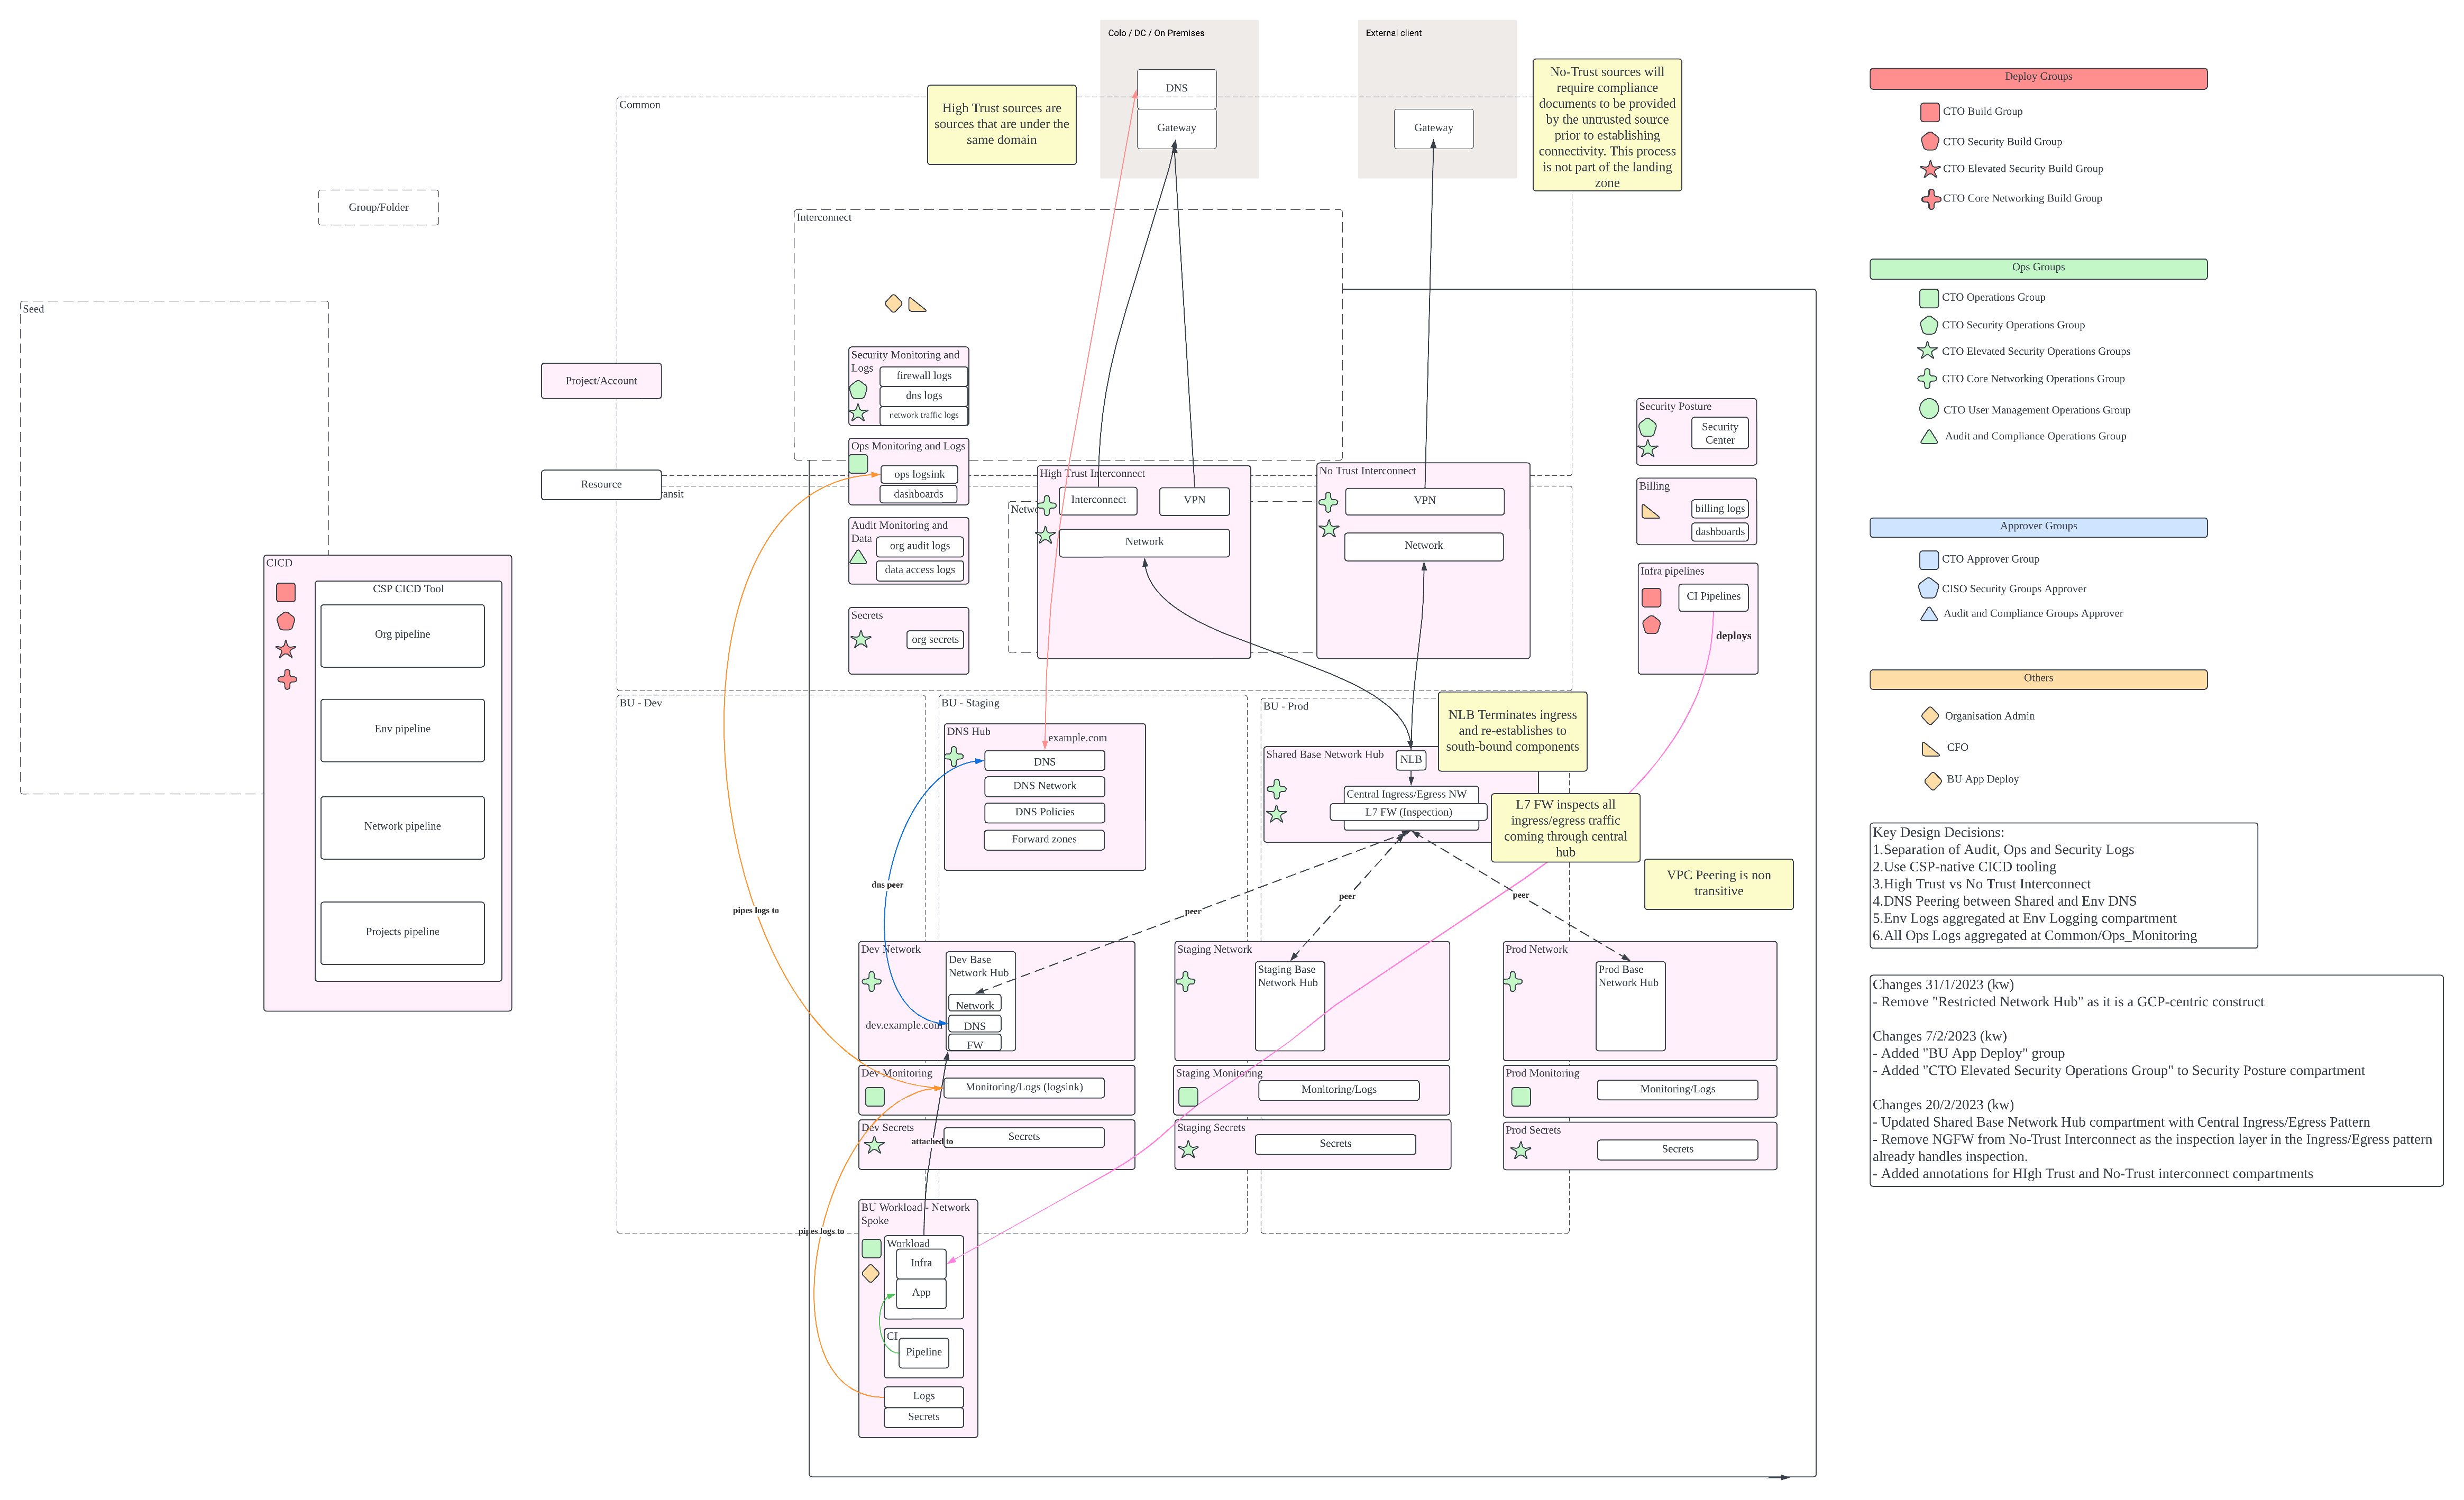 Colo / DC / On Premises
DNS
Gateway
External client
Gateway
High Trust sources are
sources that are under the
same domain
No-Trust sources will
require compliance
documents to be provided
by the untrusted source
prior to establishing
connectivity. This process
is not part of the landing
zone
Common
Group/Folder
Interconnect
Seed
Project/Account
Resource
ansit
Security Monitoring and
Logs
firewall logs
dns logs
network traffic logs
Ops Monitoring and Logs
ops logsink
dashboards
Audit Monitoring and
Data
org audit logs
data access logs
Secrets
org secrets
Netwo
High Trust Interconnect
Interconnect
VPN
Network
No Trust Interconnect
VPN
Network
Security Posture
Security
Center
Billing
billing logs
dashboards
Infra pipelines
CI Pipelines
deploys
CICD
CSP CICD Tool
Org pipeline
Env pipeline
Network pipeline
Projects pipeline
BU - Dev
BU - Staging
BU - Prod
DNS Hub
example.com
DNS
DNS Network
DNS Policies
Forward zones
Shared Base Network Hub
NLB
Central Ingress/Egress NW
L7 FW (Inspection)
NLB Terminates ingress
and re-establishes to
south-bound components
L7 FW inspects all
ingress/egress traffic
coming through central
hub
VPC Peering is non
transitive
dns peer
pipes logs to
peer
peer
peer
Dev Network
Dev Base
Network Hub
Network
dev.example.com
DNS
FW
Staging Network
Staging Base
Network Hub
Prod Network
Prod Base
Network Hub
Dev Monitoring
Monitoring/Logs (logsink)
Staging Monitoring
Monitoring/Logs
Prod Monitoring
Monitoring/Logs
Dev Secrets
Secrets
attached to
Staging Secrets
Secrets
Prod Secrets
Secrets
BU Workload - Network
Spoke
pipes logs to
Workload
Infra
App
CI
Pipeline
Logs
Secrets
Deploy Groups
CTO Build Group
CTO Security Build Group
CTO Elevated Security Build Group
CTO Core Networking Build Group
Ops Groups
CTO Operations Group
CTO Security Operations Group
CTO Elevated Security Operations Groups
CTO Core Networking Operations Group
CTO User Management Operations Group
Audit and Compliance Operations Group
Approver Groups
CTO Approver Group
CISO Security Groups Approver
Audit and Compliance Groups Approver
Others
Organisation Admin
CFO
BU App Deploy
Key Design Decisions:
1.Separation of Audit, Ops and Security Logs
2.Use CSP-native CICD tooling
3.High Trust vs No Trust Interconnect
4.DNS Peering between Shared and Env DNS
5.Env Logs aggregated at Env Logging compartment
6.All Ops Logs aggregated at Common/Ops_Monitoring
Changes 31/1/2023 (kw)
- Remove "Restricted Network Hub" as it is a GCP-centric construct
Changes 7/2/2023 (kw)
- Added "BU App Deploy" group
- Added "CTO Elevated Security Operations Group" to Security Posture compartment
Changes 20/2/2023 (kw)
- Updated Shared Base Network Hub compartment with Central Ingress/Egress Pattern
- Remove NGFW from No-Trust Interconnect as the inspection layer in the Ingress/Egress pattern
already handles inspection.
- Added annotations for HIgh Trust and No-Trust interconnect compartments